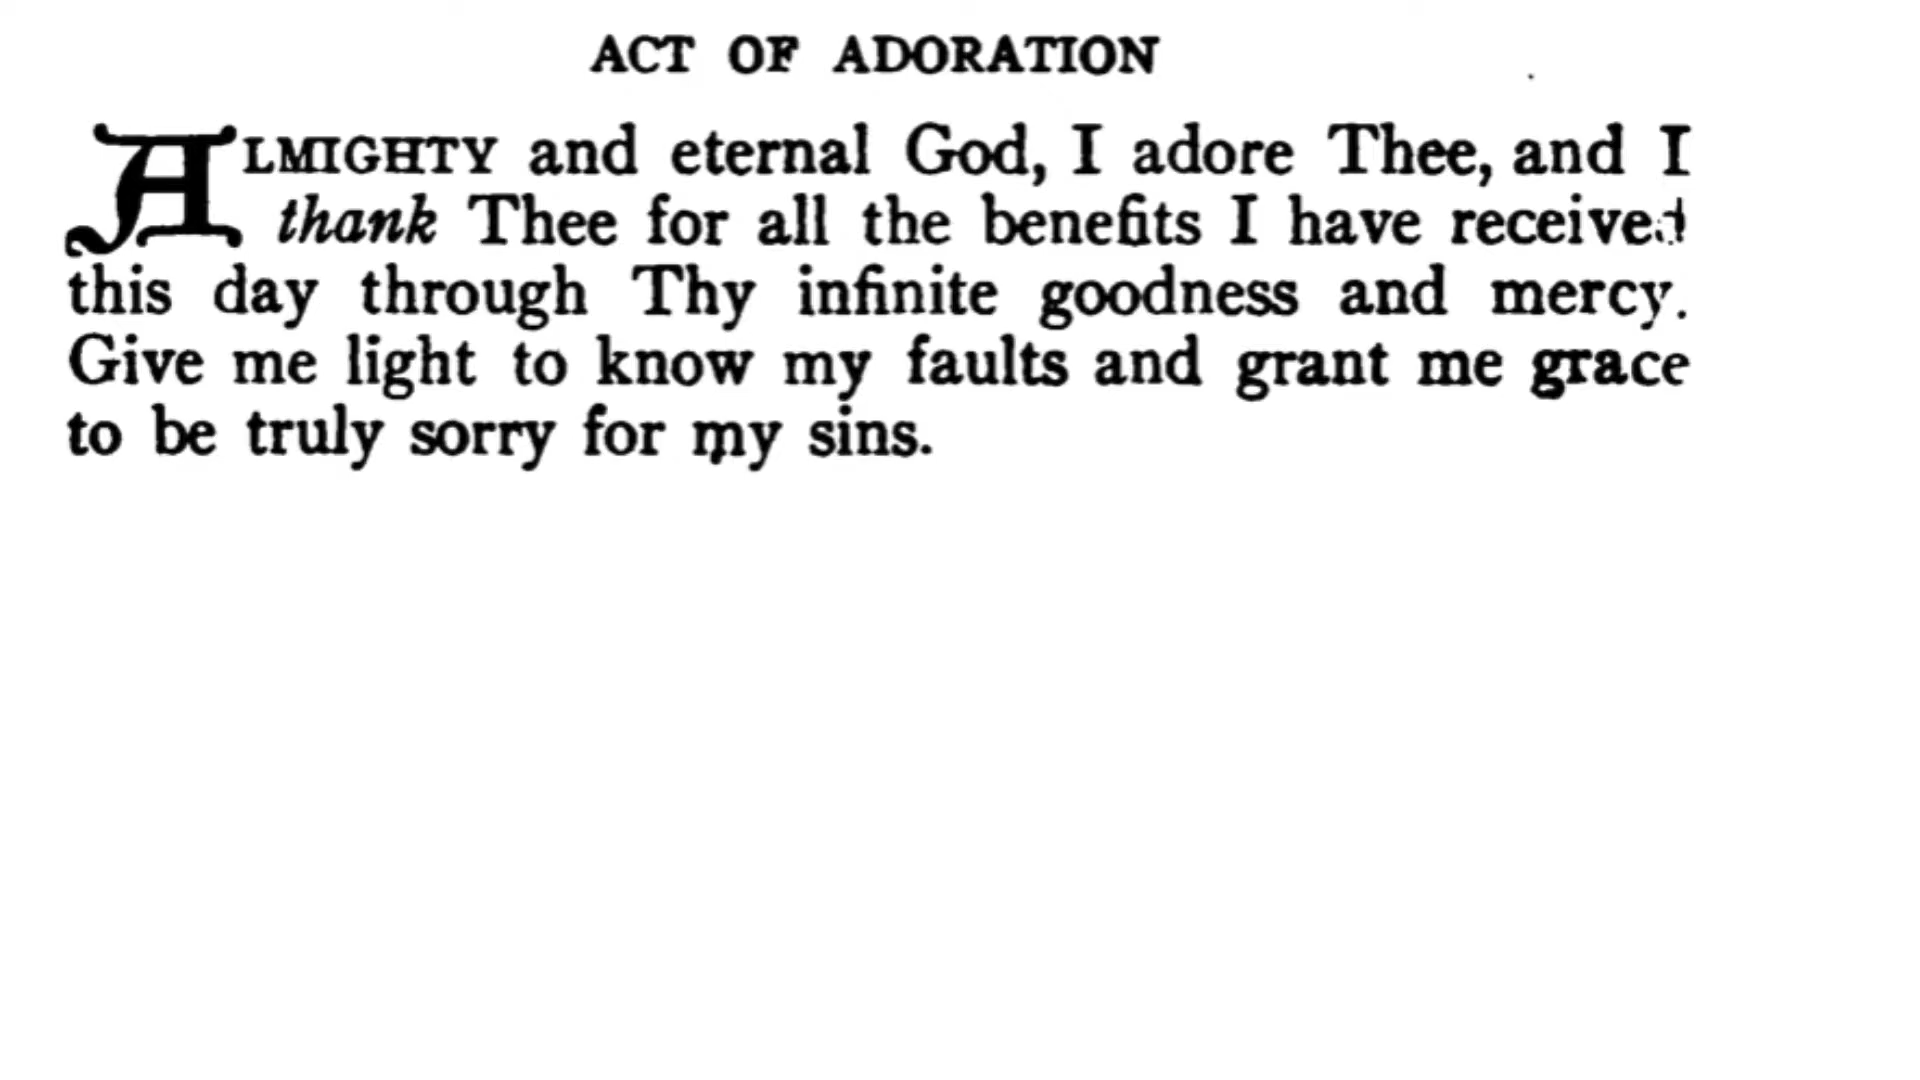 ACT OF ADORATION
ALMIGHTY and eternal God, I adore Thee, and I
thank Thee for all the benefits I have received
this day through Thy infinite goodness and mercy.
Give me light to know my faults and grant me grace
to be truly sorry for my sins.